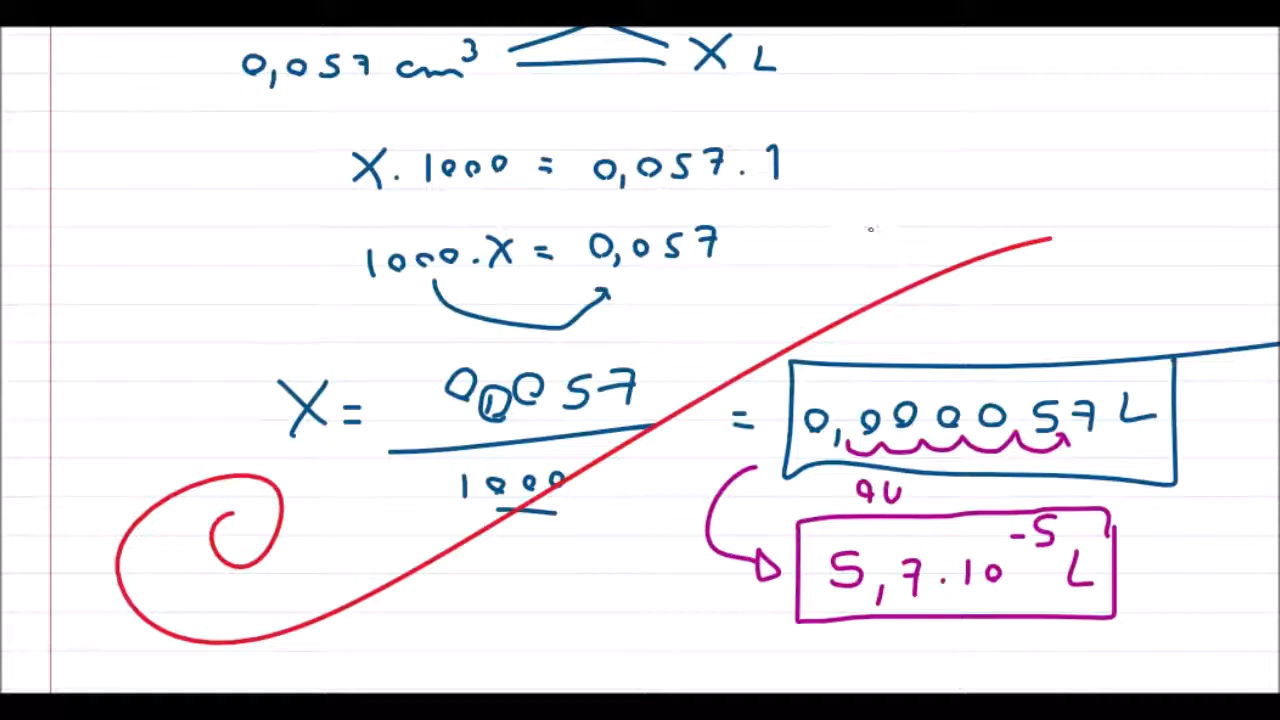 0,057 cm³ X L
X. 1000 = 0,057 . 1
1000 . X = 0,057
X = 0,057 / 1000 = 0,000057 L
ou
5,7 . 10⁻⁵ L